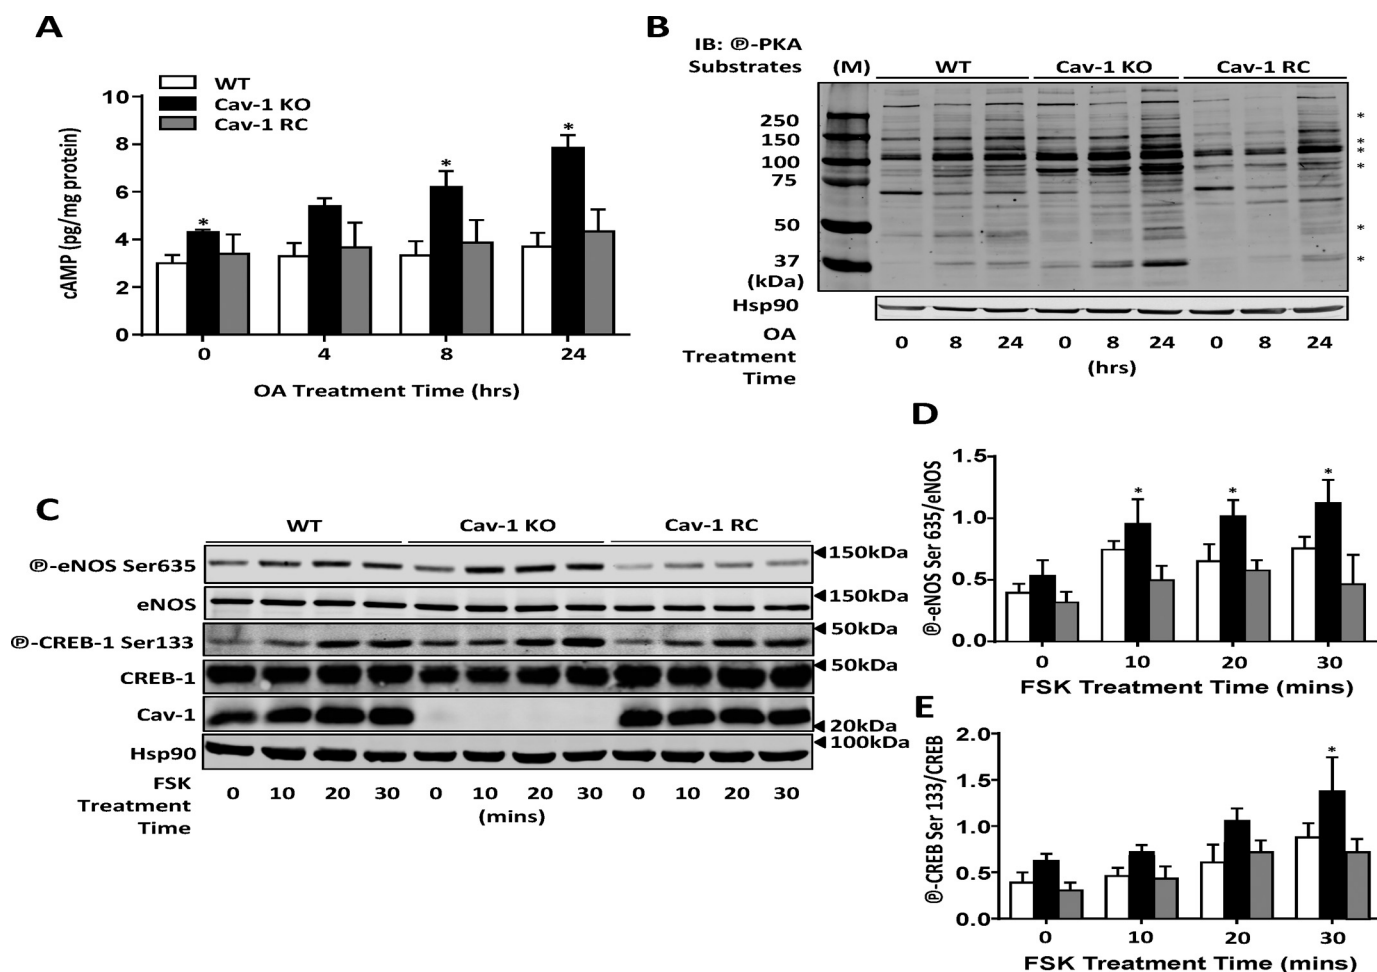 A
WT
Cav-1 KO
Cav-1 RC
10
8
6
4
2
0
cAMP (pg/mg protein)
* * *
0 4 8 24
OA Treatment Time (hrs)
B
IB: Ⓟ-PKA
Substrates (M) WT Cav-1 KO Cav-1 RC
250
150
100
75
50
37
(kDa)
*
*
*
*
*
*
Hsp90
OA 0 8 24 0 8 24 0 8 24
Treatment (hrs)
Time
C
WT Cav-1 KO Cav-1 RC
Ⓟ-eNOS Ser635 ◀150kDa
eNOS ◀150kDa
Ⓟ-CREB-1 Ser133 ◀50kDa
CREB-1 ◀50kDa
Cav-1 ◀20kDa
Hsp90 ◀100kDa
FSK 0 10 20 30 0 10 20 30 0 10 20 30
Treatment (mins)
Time
D
Ⓟ-eNOS Ser 635/eNOS
1.5
1.0
0.5
0.0
* * *
0 10 20 30
FSK Treatment Time (mins)
E
Ⓟ-CREB Ser 133/CREB
2.0
1.5
1.0
0.5
0.0
*
0 10 20 30
FSK Treatment Time (mins)